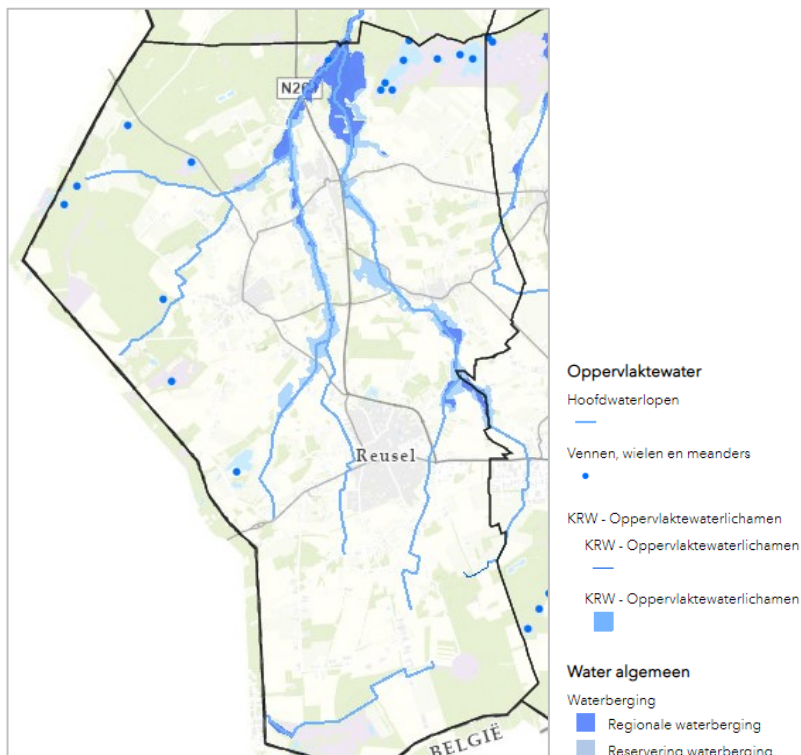 N269
Reusel
BELGIË
Oppervlaktewater
Hoofdwaterlopen
Vennen, wielen en meanders
KRW - Oppervlaktewaterlichamen
KRW - Oppervlaktewaterlichamen
KRW - Oppervlaktewaterlichamen
Water algemeen
Waterberging
Regionale waterberging
Reservering waterberging